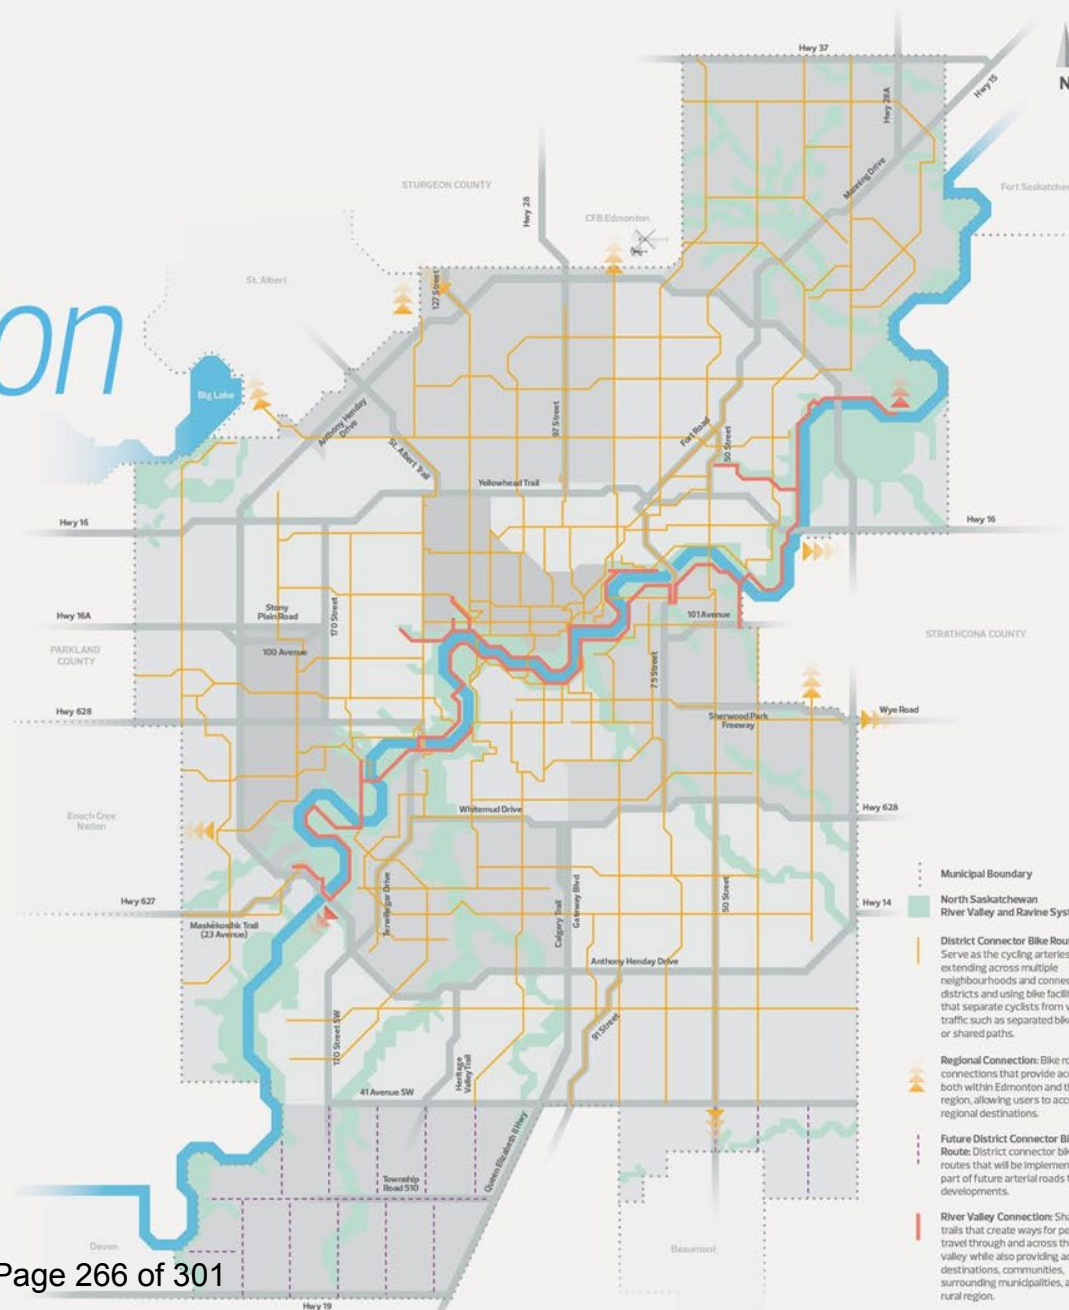 Hwy 37
N
Hwy 15
Hwy 28A
Manning Drive
STURGEON COUNTY
Fort Saskatche
Hwy 28
CFB Edmonton
St. Albert
127 Street
on
Big Lake
Anthony Henday
Drive
97 Street
Fort Road
50 Street
St. Albert Trail
Yellowhead Trail
Hwy 16
Hwy 16
Hwy 16A
Stony
Plain Road
170 Street
101 Avenue
STRATHCONA COUNTY
PARKLAND
COUNTY
100 Avenue
75 Street
Hwy 628
Sherwood Park
Freeway
Wye Road
Enoch Cree
Nation
Whitemud Drive
Hwy 628
Hwy 627
Maskêkosihk Trail
(23 Avenue)
Terwillegar Drive
Calgary Trail
Gateway Blvd
50 Street
Hwy 14
Anthony Henday Drive
170 Street SW
Heritage
Valley Trail
91 Street
41 Avenue SW
Queen Elizabeth II Hwy
Township
Road 510
Devon
Beaumont
Hwy 19
Municipal Boundary
North Saskatchewan
River Valley and Ravine Syst
District Connector Bike Rout
Serve as the cycling arteries
extending across multiple
neighbourhoods and connec
districts and using bike facilit
that separate cyclists from v
traffic such as separated bike
or shared paths.
Regional Connection: Bike ro
connections that provide acc
both within Edmonton and th
region, allowing users to acc
regional destinations.
Future District Connector Bi
Route: District connector bik
routes that will be implemen
part of future arterial roads t
developments.
River Valley Connection: Sha
trails that create ways for pe
travel through and across th
valley while also providing ac
destinations, communities,
surrounding municipalities, a
rural region.
Page 266 of 301